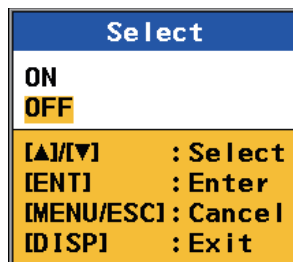 Select
ON
OFF
[▲]/[▼] : Select
[ENT] : Enter
[MENU/ESC] : Cancel
[DISP] : Exit